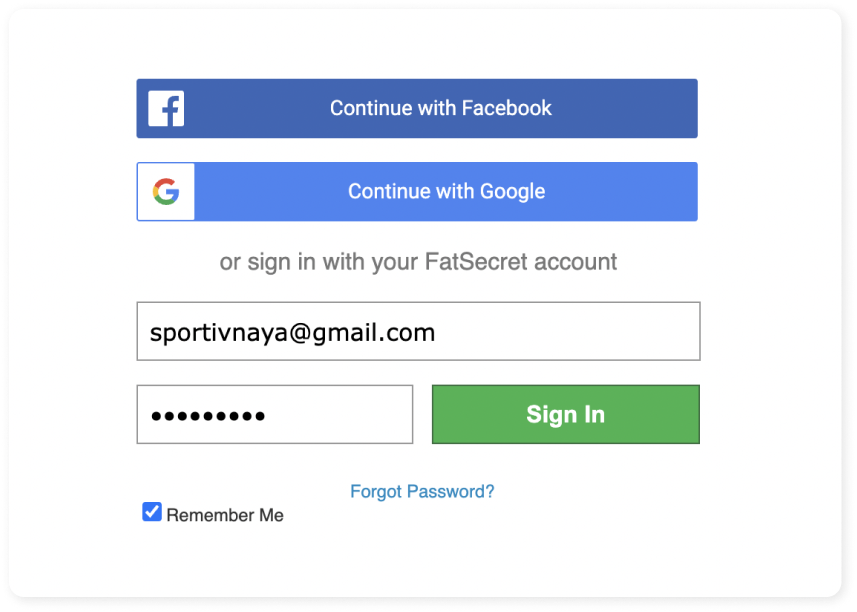 Continue with Facebook
Continue with Google
or sign in with your FatSecret account
sportivnaya@gmail.com
•••••••••
Sign In
Forgot Password?
Remember Me